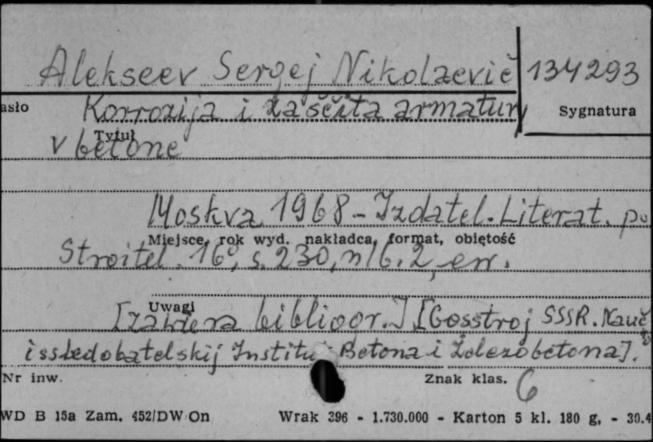 Alekseev Sergej Nikolaevič 134293
asło Korrozija i zaščita armatury Sygnatura
Tytuł
v betone
Moskva 1968 - Izdatel. Literat. po
Miejsce, rok wyd. nakładca, format, objętość
Stroitel. 16°, s. 230, nlb. 2, err.
Uwagi
[zawiera bibliogr.] [Gosstroj SSSR. Nauč
issledobatelskij Institut Betona i Železobetona].
Nr inw. Znak klas. 6
WD B 15a Zam. 452/DW On Wrak 396 - 1.730.000 - Karton 5 kl. 180 g, - 30.4